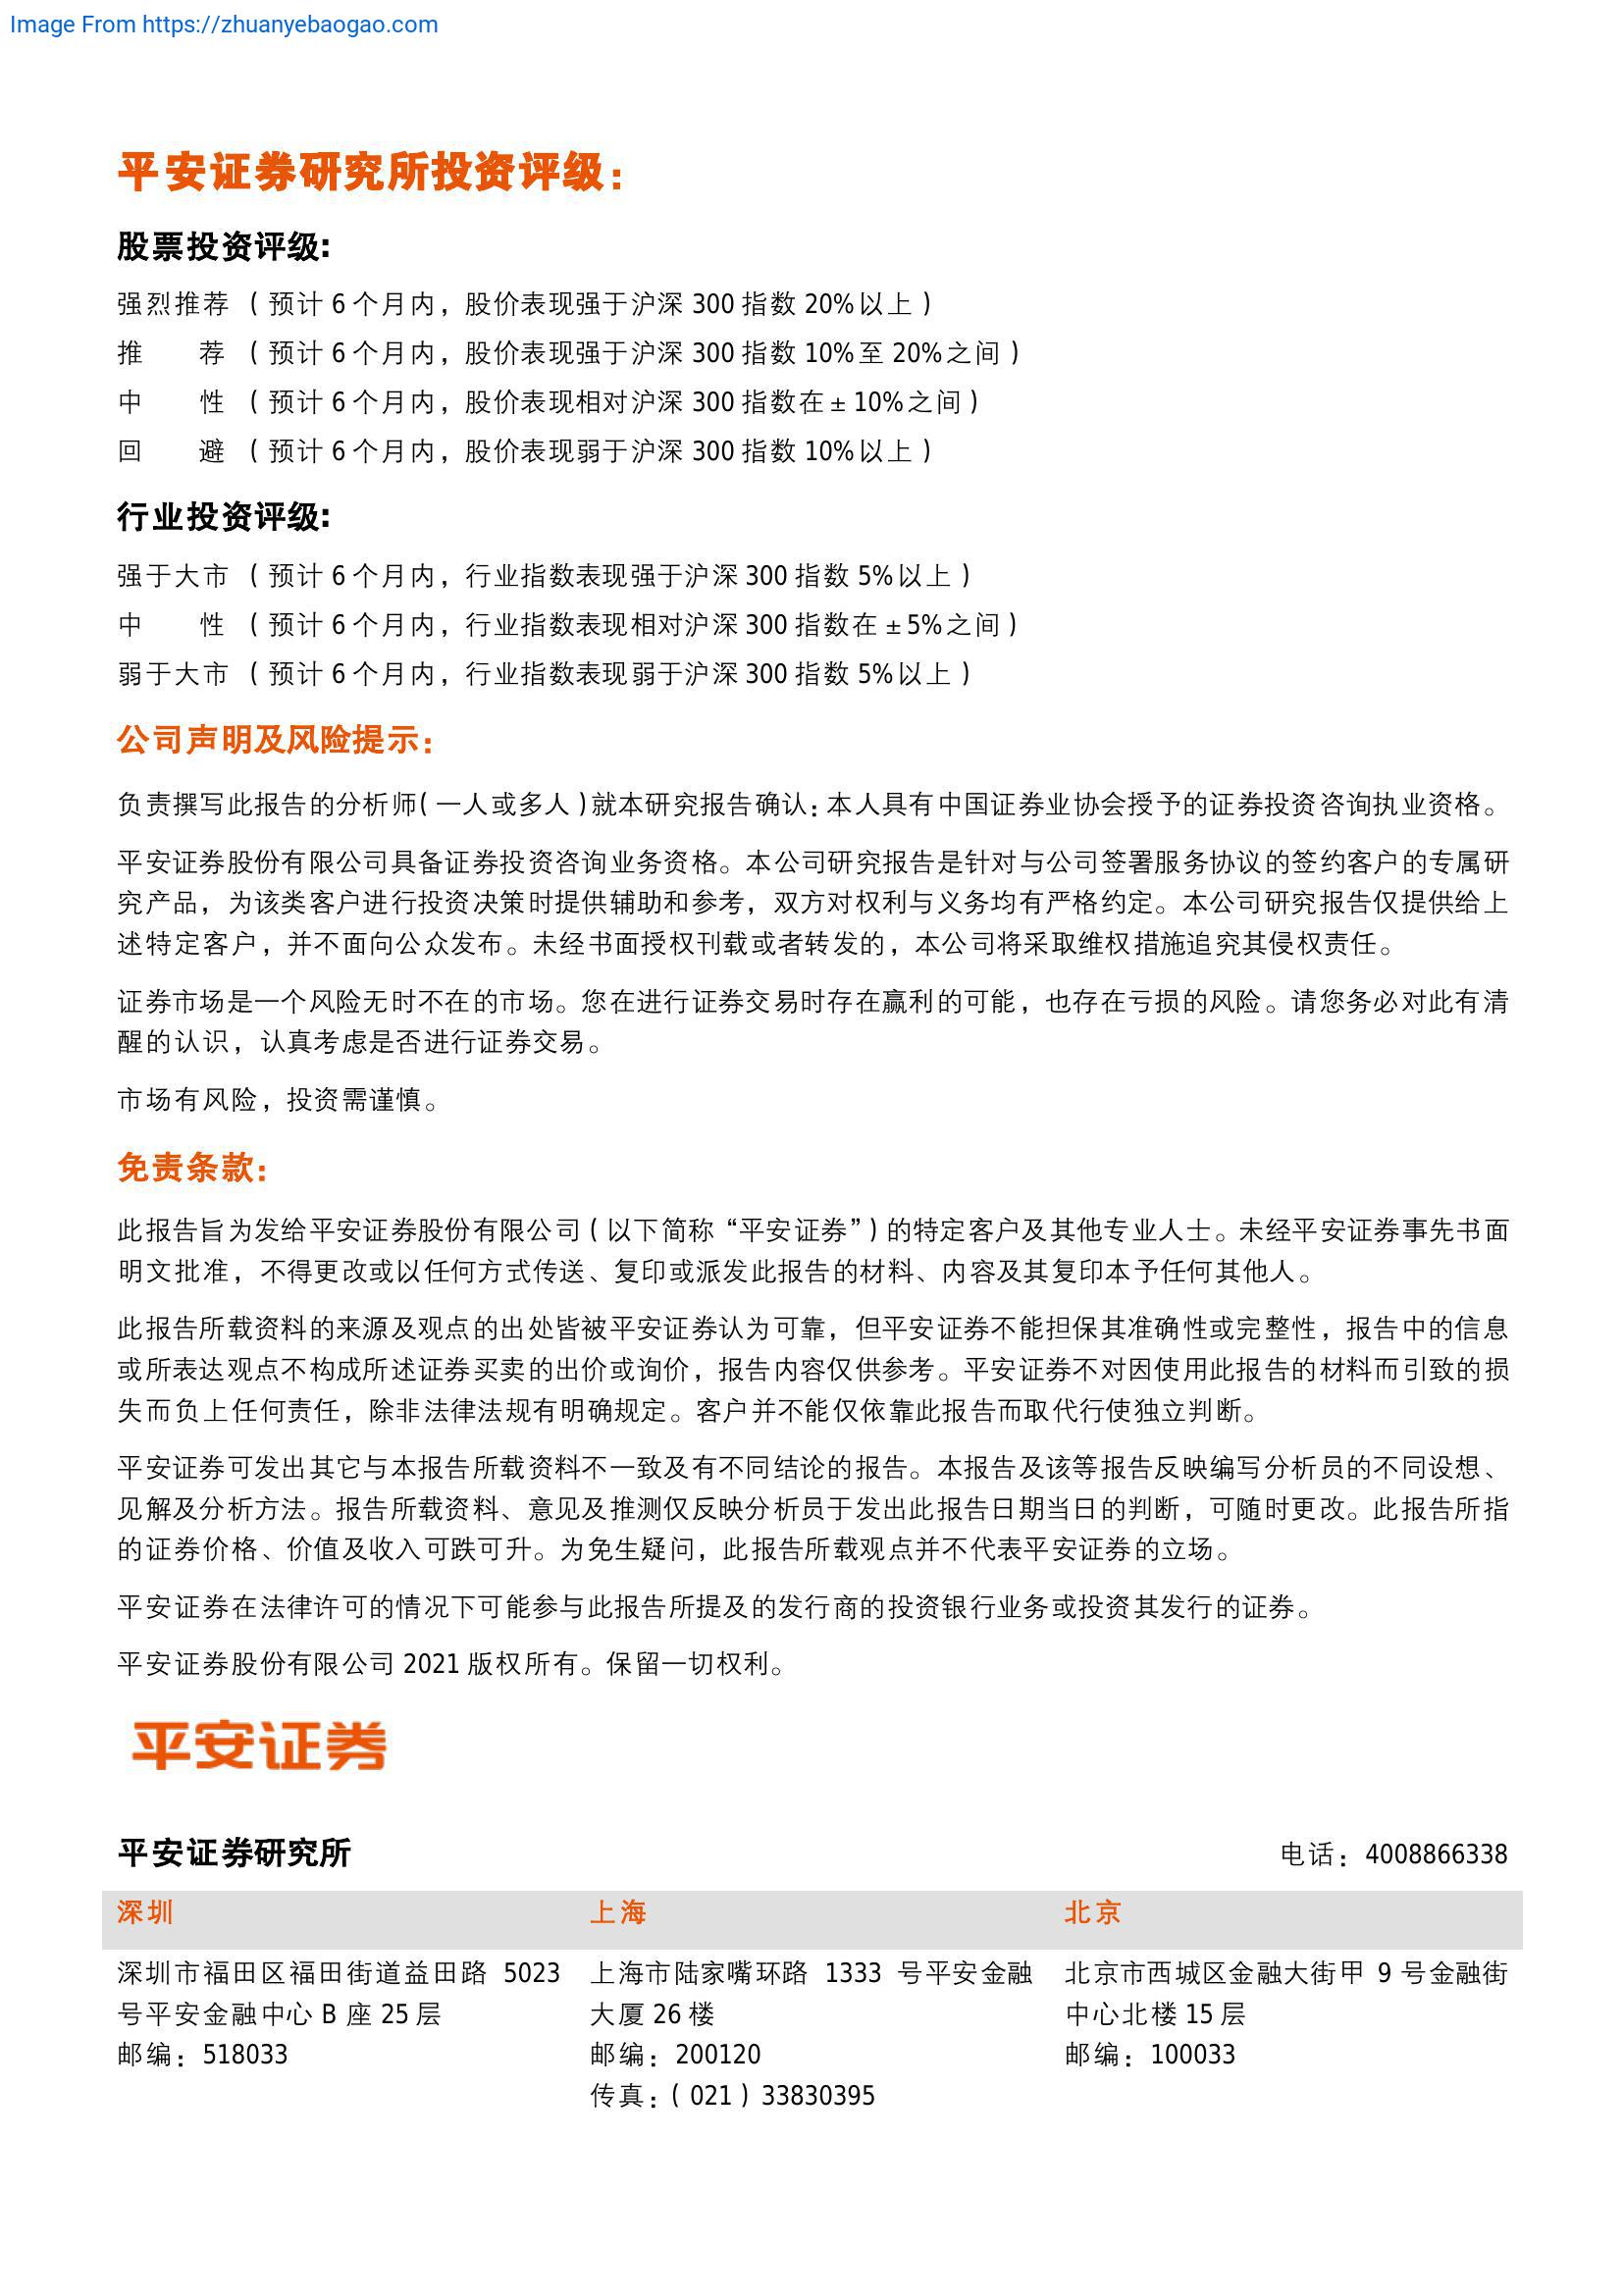 Image From https://zhuanyebaogao.com
平安证券研究所投资评级：
股票投资评级:
强烈推荐 （预计 6 个月内，股价表现强于沪深 300 指数 20%以上）
推　　荐 （预计 6 个月内，股价表现强于沪深 300 指数 10%至 20%之间）
中　　性 （预计 6 个月内，股价表现相对沪深 300 指数在±10%之间）
回　　避 （预计 6 个月内，股价表现弱于沪深 300 指数 10%以上）
行业投资评级:
强于大市 （预计 6 个月内，行业指数表现强于沪深 300 指数 5%以上）
中　　性 （预计 6 个月内，行业指数表现相对沪深 300 指数在±5%之间）
弱于大市 （预计 6 个月内，行业指数表现弱于沪深 300 指数 5%以上）
公司声明及风险提示：
负责撰写此报告的分析师(一人或多人)就本研究报告确认：本人具有中国证券业协会授予的证券投资咨询执业资格。
平安证券股份有限公司具备证券投资咨询业务资格。本公司研究报告是针对与公司签署服务协议的签约客户的专属研
究产品，为该类客户进行投资决策时提供辅助和参考，双方对权利与义务均有严格约定。本公司研究报告仅提供给上
述特定客户，并不面向公众发布。未经书面授权刊载或者转发的，本公司将采取维权措施追究其侵权责任。
证券市场是一个风险无时不在的市场。您在进行证券交易时存在赢利的可能，也存在亏损的风险。请您务必对此有清
醒的认识，认真考虑是否进行证券交易。
市场有风险，投资需谨慎。
免责条款：
此报告旨为发给平安证券股份有限公司（以下简称“平安证券”）的特定客户及其他专业人士。未经平安证券事先书面
明文批准，不得更改或以任何方式传送、复印或派发此报告的材料、内容及其复印本予任何其他人。
此报告所载资料的来源及观点的出处皆被平安证券认为可靠，但平安证券不能担保其准确性或完整性，报告中的信息
或所表达观点不构成所述证券买卖的出价或询价，报告内容仅供参考。平安证券不对因使用此报告的材料而引致的损
失而负上任何责任，除非法律法规有明确规定。客户并不能仅依靠此报告而取代行使独立判断。
平安证券可发出其它与本报告所载资料不一致及有不同结论的报告。本报告及该等报告反映编写分析员的不同设想、
见解及分析方法。报告所载资料、意见及推测仅反映分析员于发出此报告日期当日的判断，可随时更改。此报告所指
的证券价格、价值及收入可跌可升。为免生疑问，此报告所载观点并不代表平安证券的立场。
平安证券在法律许可的情况下可能参与此报告所提及的发行商的投资银行业务或投资其发行的证券。
平安证券股份有限公司 2021 版权所有。保留一切权利。
平安证券
平安证券研究所　　电话：4008866338
深圳　　上海　　北京
深圳市福田区福田街道益田路 5023　　上海市陆家嘴环路 1333 号平安金融　　北京市西城区金融大街甲 9 号金融街
号平安金融中心 B 座 25 层　　大厦 26 楼　　中心北楼 15 层
邮编：518033　　邮编：200120　　邮编：100033
传真：（021）33830395